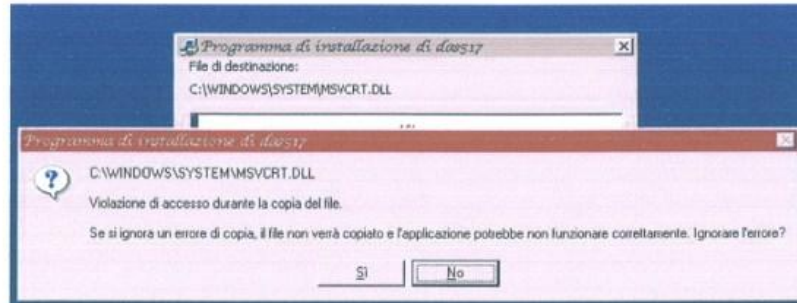 Programma di installazione di das517
File di destinazione:
C:\WINDOWS\SYSTEM\MSVCRT.DLL
Programma di installazione di das517
C:\WINDOWS\SYSTEM\MSVCRT.DLL
Violazione di accesso durante la copia del file.
Se si ignora un errore di copia, il file non verrà copiato e l'applicazione potrebbe non funzionare correttamente. Ignorare l'errore?
Sì
No